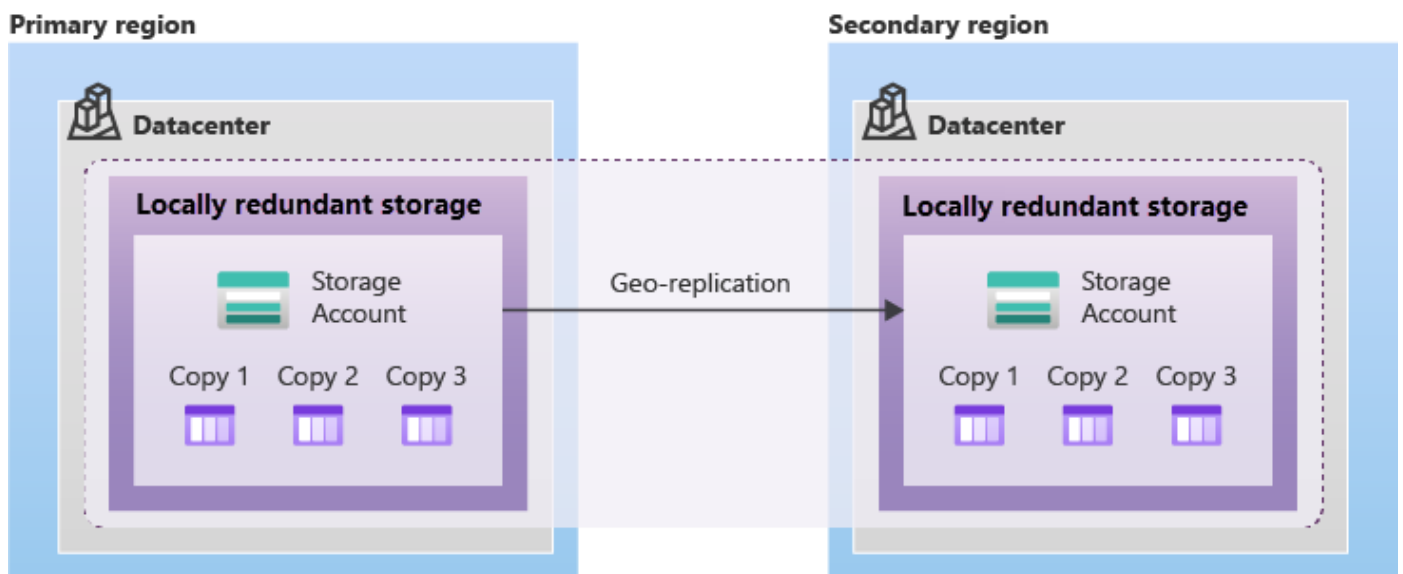 Primary region
Datacenter
Locally redundant storage
Storage
Account
Copy 1 Copy 2 Copy 3
Geo-replication
Secondary region
Datacenter
Locally redundant storage
Storage
Account
Copy 1 Copy 2 Copy 3